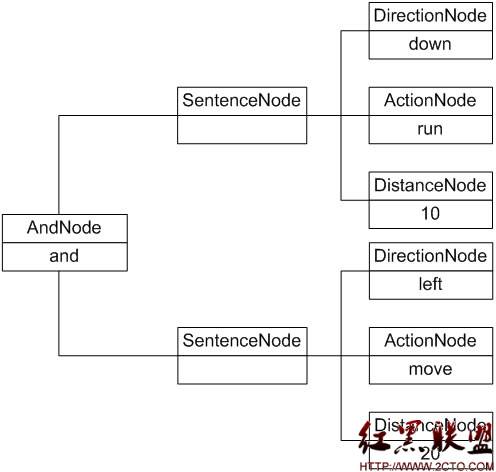 DirectionNode
down
SentenceNode
ActionNode
run
DistanceNode
10
AndNode
and
DirectionNode
left
SentenceNode
ActionNode
move
DistanceNode
20
红黑联盟
HTTP://WWW.2CTO.COM